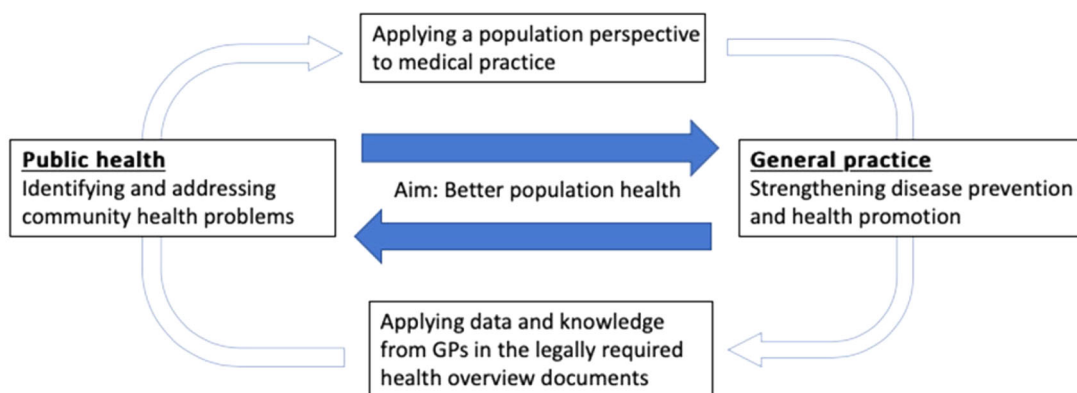 Applying a population perspective
to medical practice
Public health
Identifying and addressing
community health problems
Aim: Better population health
General practice
Strengthening disease prevention
and health promotion
Applying data and knowledge
from GPs in the legally required
health overview documents